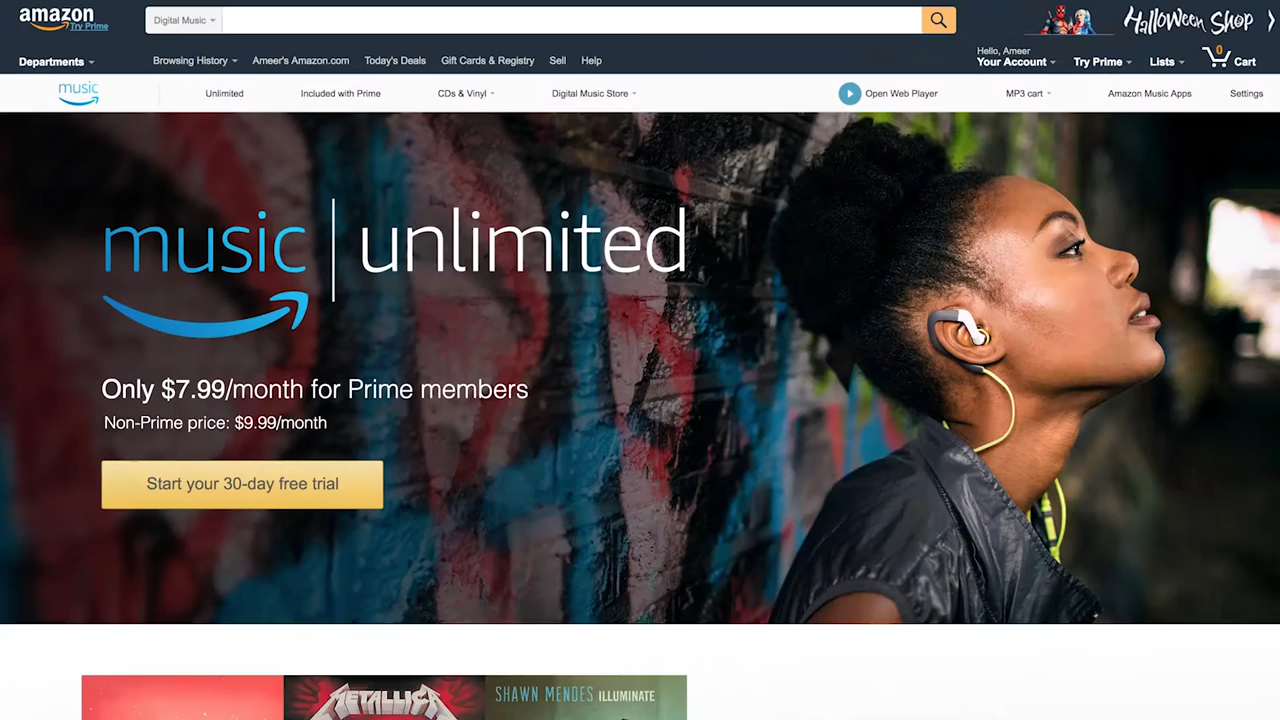 amazon
Try Prime
Digital Music
Halloween Shop
Departments
Browsing History
Ameer's Amazon.com
Today's Deals
Gift Cards & Registry
Sell
Help
Hello, Ameer
Your Account
Try Prime
Lists
0
Cart
music
Unlimited
Included with Prime
CDs & Vinyl
Digital Music Store
Open Web Player
MP3 cart
Amazon Music Apps
Settings
music | unlimited
Only $7.99/month for Prime members
Non-Prime price: $9.99/month
Start your 30-day free trial
METALLICA
SHAWN MENDES ILLUMINATE